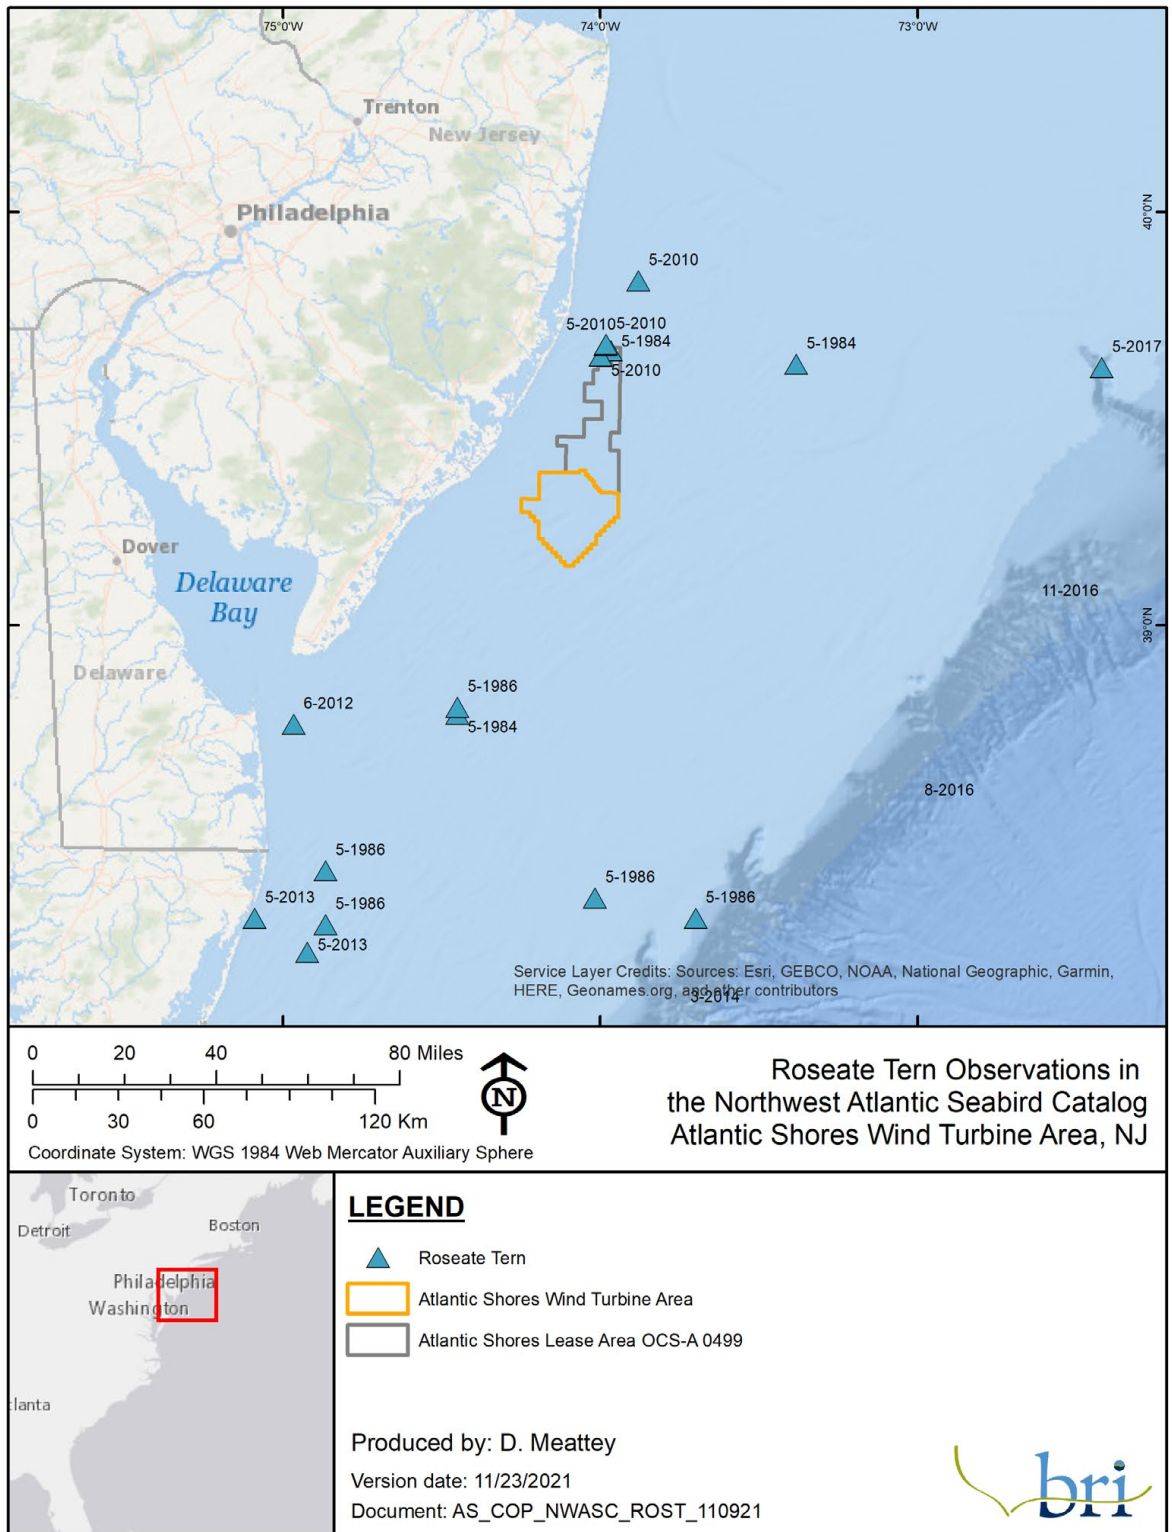 75°0'W
74°0'W
73°0'W
Trenton
New Jersey
Philadelphia
40°0'N
5-2010
5-2010
5-2010
5-1984
5-2010
5-1984
5-2017
Dover
Delaware
Bay
11-2016
39°0'N
Delaware
6-2012
5-1986
5-1984
8-2016
5-1986
5-2013
5-1986
5-2013
5-1986
5-1986
Service Layer Credits: Sources: Esri, GEBCO, NOAA, National Geographic, Garmin,
HERE, Geonames.org, and other contributors
3-2014
0 20 40 80 Miles
0 30 60 120 Km
N
Coordinate System: WGS 1984 Web Mercator Auxiliary Sphere
Roseate Tern Observations in
the Northwest Atlantic Seabird Catalog
Atlantic Shores Wind Turbine Area, NJ
Toronto
Detroit
Boston
Philadelphia
Washington
lanta
LEGEND
Roseate Tern
Atlantic Shores Wind Turbine Area
Atlantic Shores Lease Area OCS-A 0499
Produced by: D. Meattey
Version date: 11/23/2021
Document: AS_COP_NWASC_ROST_110921
bri